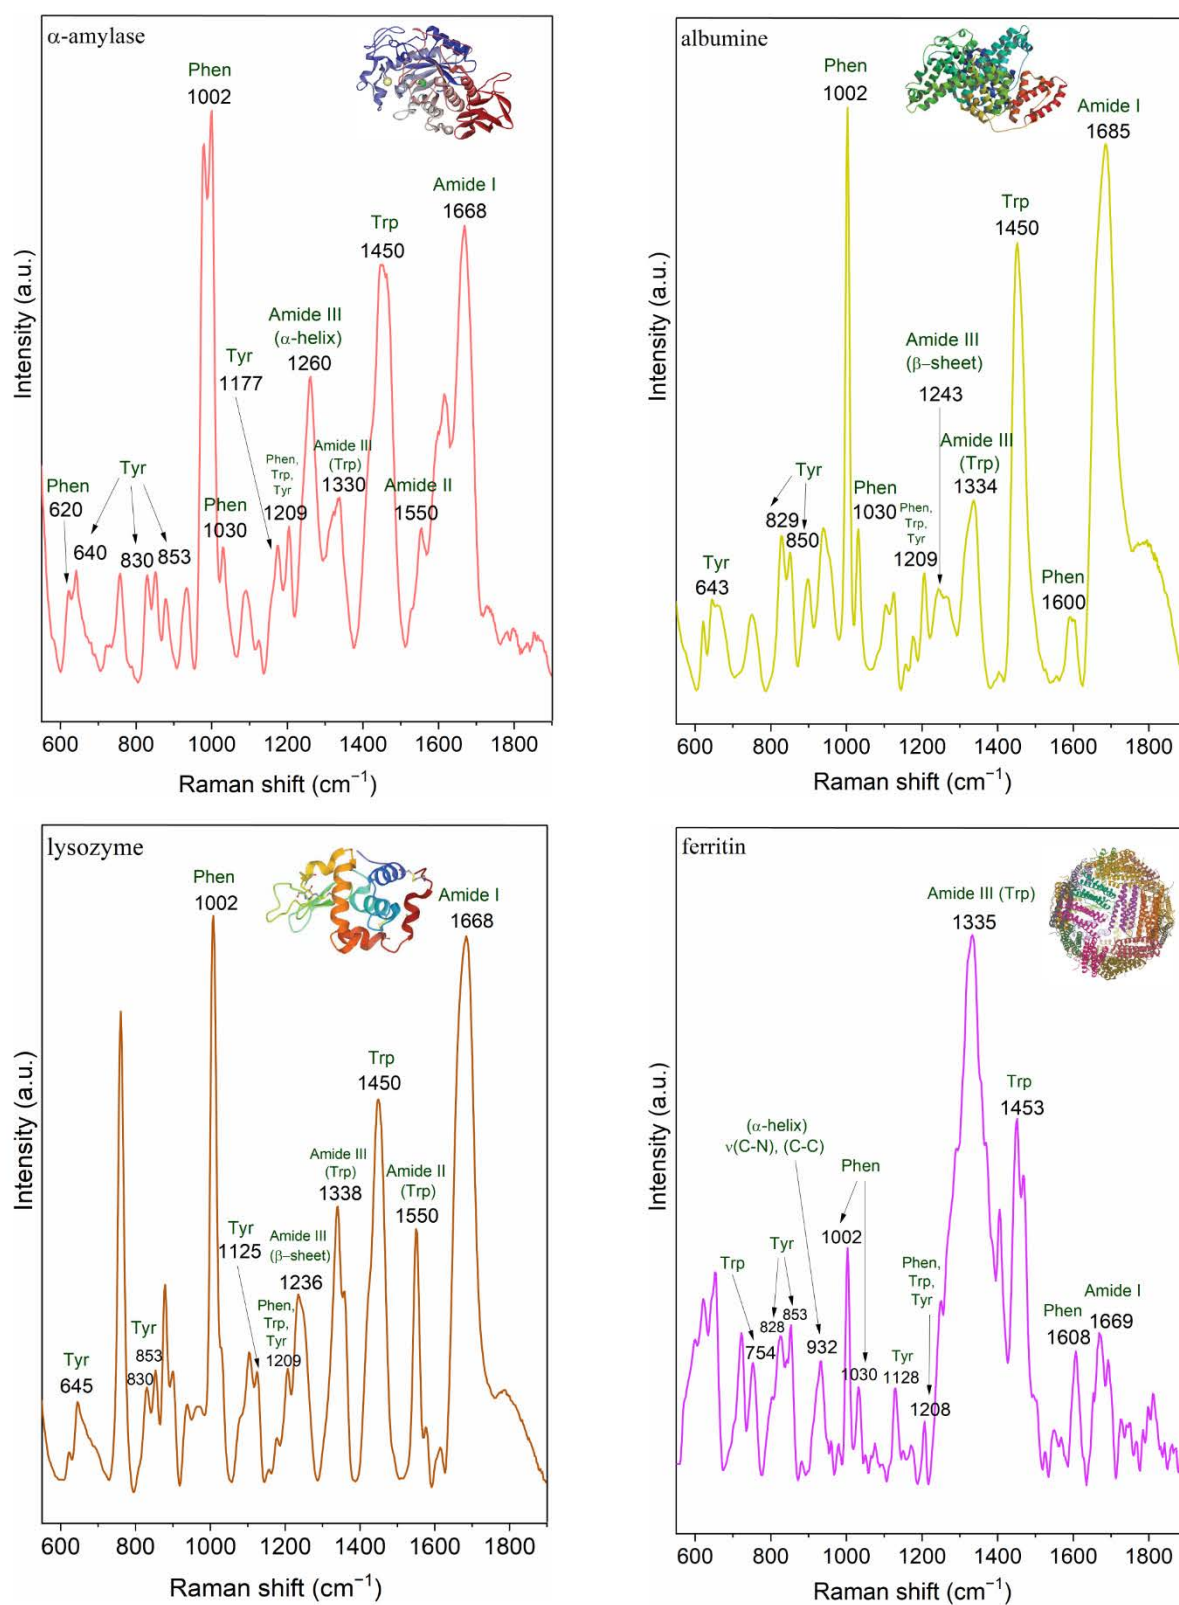 α-amylase
Phen
1002
Amide I
1668
Trp
1450
Amide III
(α-helix)
1260
Tyr
1177
Phen,
Trp,
Tyr
1209
Amide III
(Trp)
1330
Amide II
1550
Phen
620
Tyr
640
830
853
Phen
1030
Intensity (a.u.)
600 800 1000 1200 1400 1600 1800
Raman shift (cm⁻¹)
albumine
Phen
1002
Amide I
1685
Trp
1450
Amide III
(β–sheet)
1243
Amide III
(Trp)
1334
Tyr
829
850
Phen
1030
Phen,
Trp,
Tyr
1209
Tyr
643
Phen
1600
Intensity (a.u.)
600 800 1000 1200 1400 1600 1800
Raman shift (cm⁻¹)
lysozyme
Phen
1002
Amide I
1668
Trp
1450
Amide III
(Trp)
1338
Amide II
(Trp)
1550
Tyr
1125
Amide III
(β–sheet)
1236
Phen,
Trp,
Tyr
1209
Tyr
853
830
Tyr
645
Intensity (a.u.)
600 800 1000 1200 1400 1600 1800
Raman shift (cm⁻¹)
ferritin
Amide III (Trp)
1335
Trp
1453
(α-helix)
ν(C-N), (C-C)
Phen
1002
Tyr
828
853
Trp
754
932
1030
Tyr
1128
Phen,
Trp,
Tyr
1208
Phen
1608
Amide I
1669
Intensity (a.u.)
600 800 1000 1200 1400 1600 1800
Raman shift (cm⁻¹)